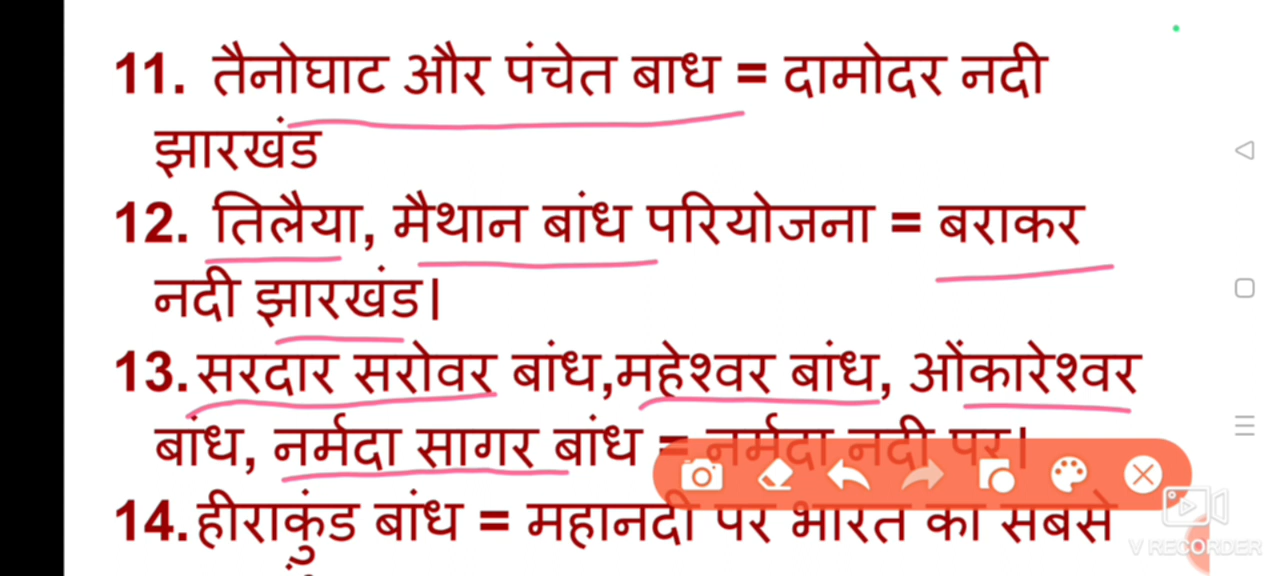 11. तैनोघाट और पंचेत बाध = दामोदर नदी
झारखंड
12. तिलैया, मैथान बांध परियोजना = बराकर
नदी झारखंड।
13.सरदार सरोवर बांध,महेश्वर बांध, ओंकारेश्वर
बांध, नर्मदा सागर बांध = नर्मदा नदी पर।
14.हीराकुंड बांध = महानदी पर भारत का सबसे
V RECORDER